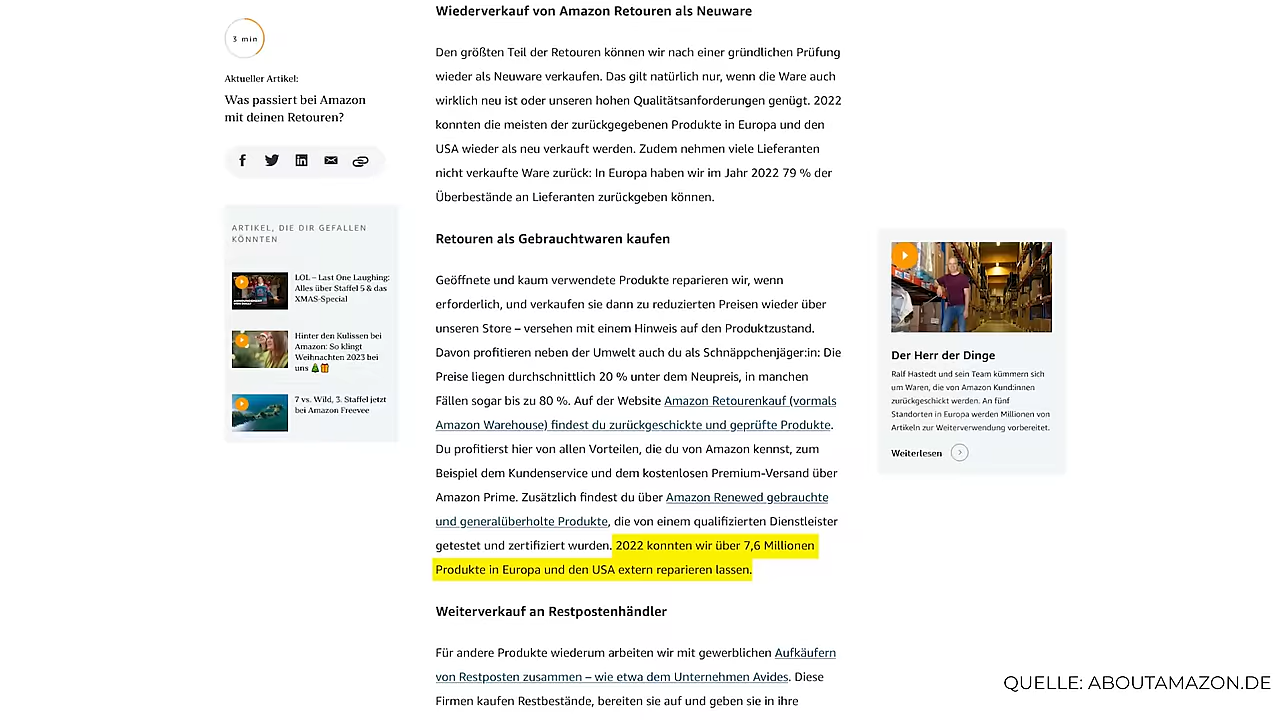 3 min
Aktueller Artikel:
Was passiert bei Amazon
mit deinen Retouren?
ARTIKEL, DIE DIR GEFALLEN
KÖNNTEN
LOL – Last One Laughing:
Alles über Staffel 5 & das
XMAS-Special
Hinter den Kulissen bei
Amazon: So klingt
Weihnachten 2023 bei
uns 🎄🎁
7 vs. Wild, 3. Staffel jetzt
bei Amazon Freevee
Wiederverkauf von Amazon Retouren als Neuware
Den größten Teil der Retouren können wir nach einer gründlichen Prüfung
wieder als Neuware verkaufen. Das gilt natürlich nur, wenn die Ware auch
wirklich neu ist oder unseren hohen Qualitätsanforderungen genügt. 2022
konnten die meisten der zurückgegebenen Produkte in Europa und den
USA wieder als neu verkauft werden. Zudem nehmen viele Lieferanten
nicht verkaufte Ware zurück: In Europa haben wir im Jahr 2022 79 % der
Überbestände an Lieferanten zurückgeben können.
Retouren als Gebrauchtwaren kaufen
Geöffnete und kaum verwendete Produkte reparieren wir, wenn
erforderlich, und verkaufen sie dann zu reduzierten Preisen wieder über
unseren Store – versehen mit einem Hinweis auf den Produktzustand.
Davon profitieren neben der Umwelt auch du als Schnäppchenjäger:in: Die
Preise liegen durchschnittlich 20 % unter dem Neupreis, in manchen
Fällen sogar bis zu 80 %. Auf der Website Amazon Retourenkauf (vormals
Amazon Warehouse) findest du zurückgeschickte und geprüfte Produkte.
Du profitierst hier von allen Vorteilen, die du von Amazon kennst, zum
Beispiel dem Kundenservice und dem kostenlosen Premium-Versand über
Amazon Prime. Zusätzlich findest du über Amazon Renewed gebrauchte
und generalüberholte Produkte, die von einem qualifizierten Dienstleister
getestet und zertifiziert wurden. 2022 konnten wir über 7,6 Millionen
Produkte in Europa und den USA extern reparieren lassen.
Weiterverkauf an Restpostenhändler
Für andere Produkte wiederum arbeiten wir mit gewerblichen Aufkäufern
von Restposten zusammen – wie etwa dem Unternehmen Avides. Diese
Firmen kaufen Restbestände, bereiten sie auf und geben sie in ihre
Der Herr der Dinge
Ralf Hastedt und sein Team kümmern sich
um Waren, die von Amazon Kund:innen
zurückgeschickt werden. An fünf
Standorten in Europa werden Millionen von
Artikeln zur Weiterverwendung vorbereitet.
Weiterlesen
QUELLE: ABOUTAMAZON.DE